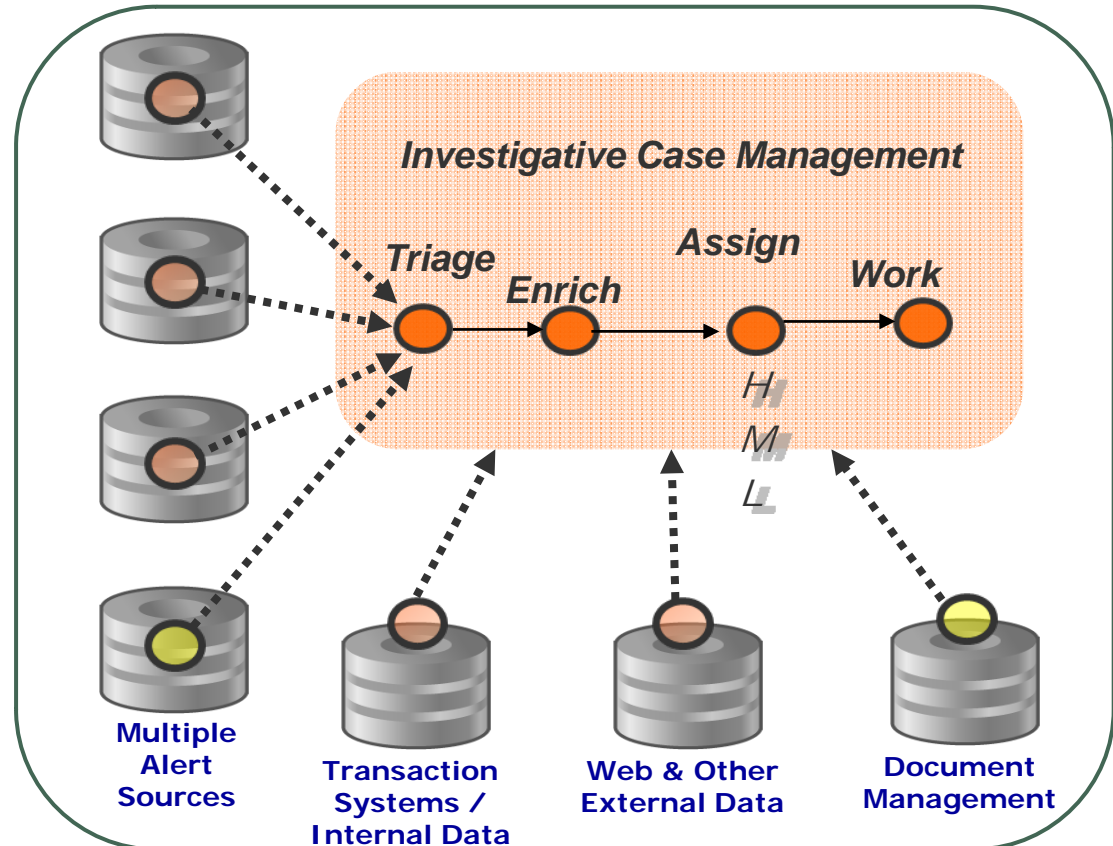 Investigative Case Management
Triage
Enrich
Assign
Work
H
M
L
Multiple
Alert
Sources
Transaction
Systems /
Internal Data
Web & Other
External Data
Document
Management